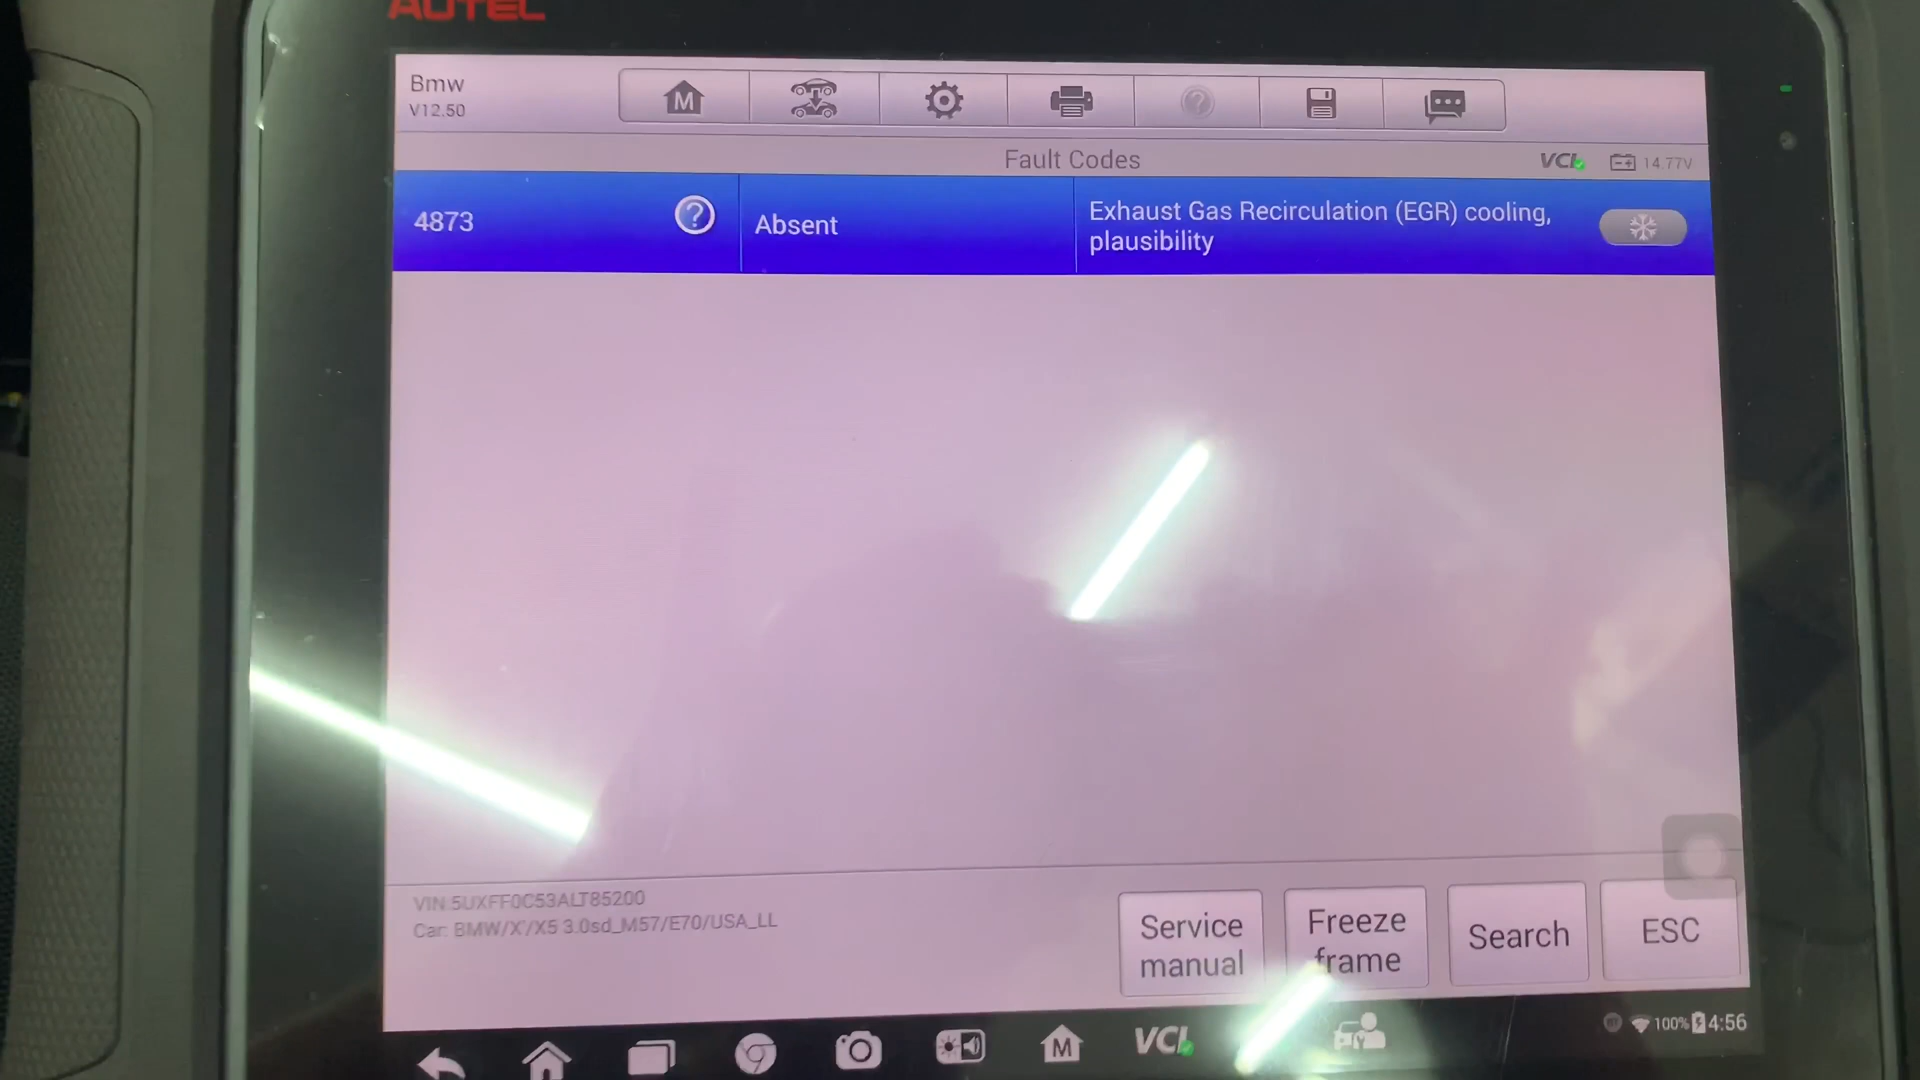 AUTEL
Bmw
V12.50
M
?
Fault Codes
VCI
14.77V
4873
?
Absent
Exhaust Gas Recirculation (EGR) cooling,
plausibility
VIN:5UXFF0C53ALT85200
Car: BMW/X'/X5 3.0sd_M57/E70/USA_LL
Service
manual
Freeze
frame
Search
ESC
M
VCI
100%
4:56